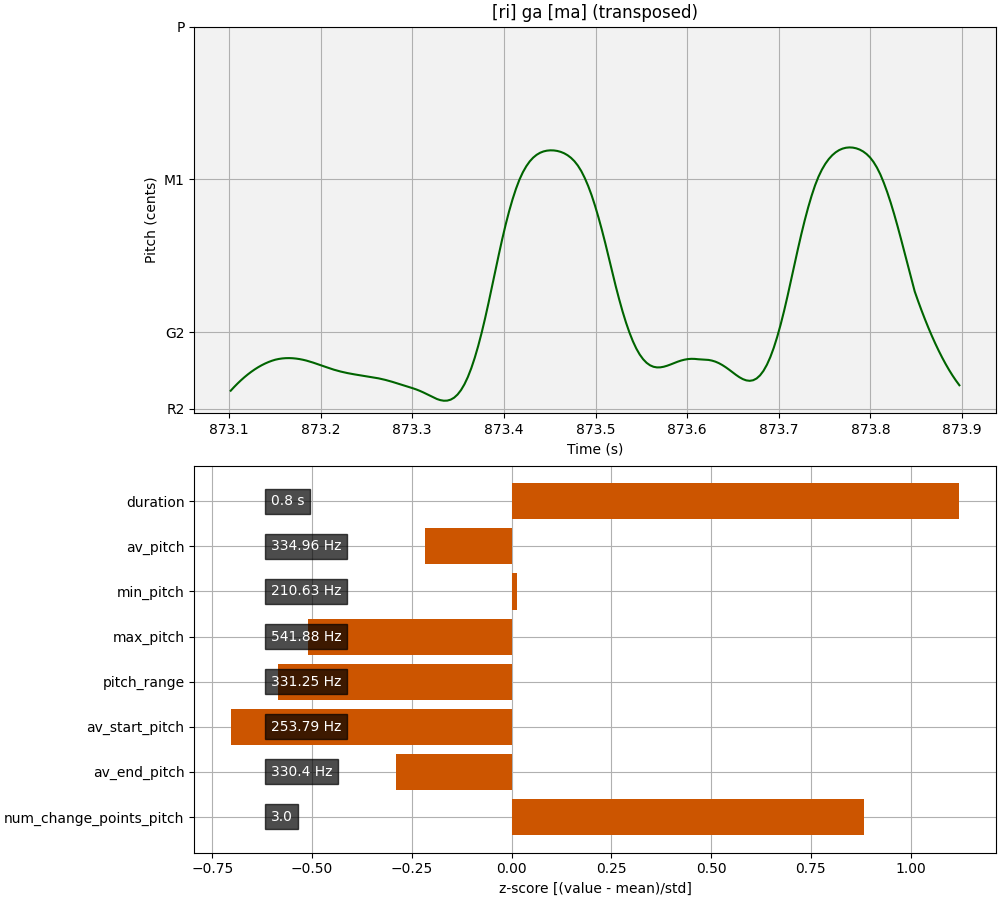 [ri] ga [ma] (transposed)
P
M1
G2
R2
Pitch (cents)
873.1 873.2 873.3 873.4 873.5 873.6 873.7 873.8 873.9
Time (s)
duration 0.8 s
av_pitch 334.96 Hz
min_pitch 210.63 Hz
max_pitch 541.88 Hz
pitch_range 331.25 Hz
av_start_pitch 253.79 Hz
av_end_pitch 330.4 Hz
num_change_points_pitch 3.0
−0.75 −0.50 −0.25 0.00 0.25 0.50 0.75 1.00
z-score [(value - mean)/std]